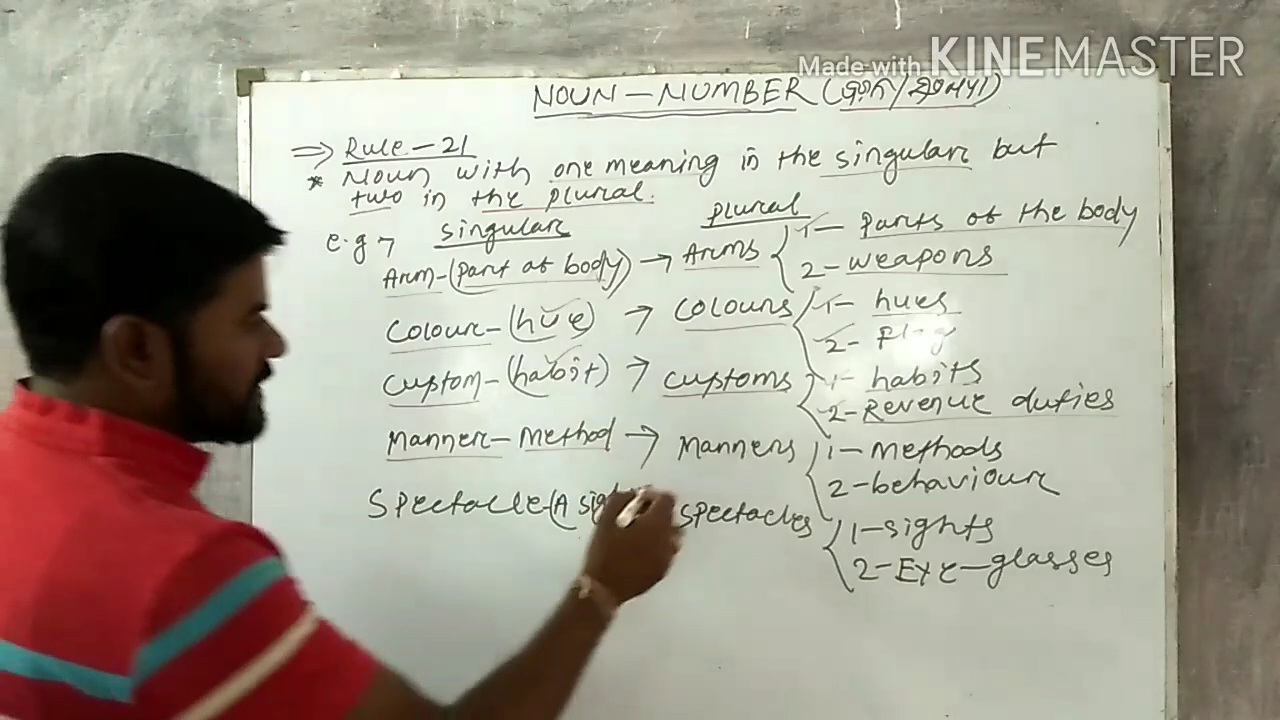 Made with KINEMASTER
NOUN - NUMBER
⇒ Rule - 21
* Noun with one meaning in the singular but
two in the plural.
e.g → singular plural
Arm - (part of body) → Arms 1 - parts of the body
2 - weapons
Colour - (hue) → colours 1 - hues
2 -
Custom - (habit) → customs 1 - habits
2 - Revenue duties
Manner - Method → Manners 1 - Methods
2 - behaviour
Spectacle - (A spectacles 1 - sights
2 - Eye - glasses